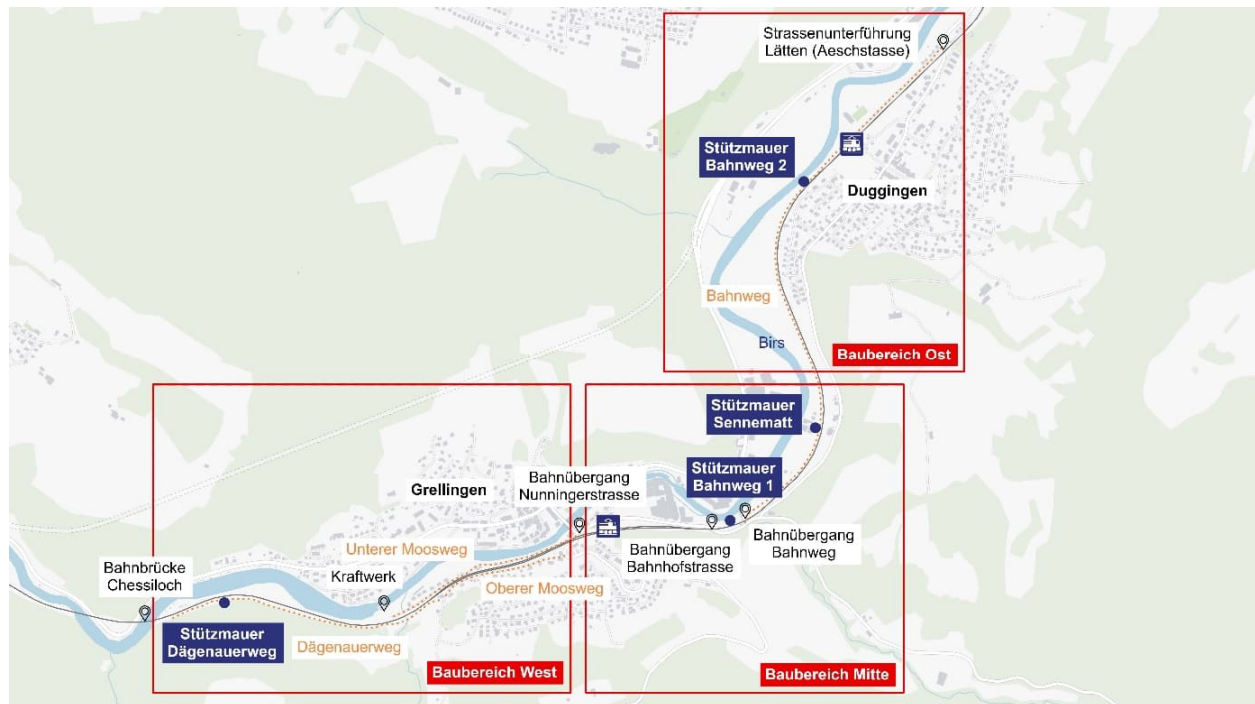 Strassenunterführung
Lätten (Aeschstasse)
Stützmauer
Bahnweg 2
Duggingen
Bahnweg
Birs
Baubereich Ost
Stützmauer
Sennematt
Stützmauer
Bahnweg 1
Bahnübergang
Nunningerstrasse
Grellingen
Bahnübergang
Bahnweg
Bahnübergang
Bahnhofstrasse
Unterer Moosweg
Kraftwerk
Oberer Moosweg
Bahnbrücke
Chessiloch
Stützmauer
Dägenauerweg
Dägenauerweg
Baubereich West
Baubereich Mitte